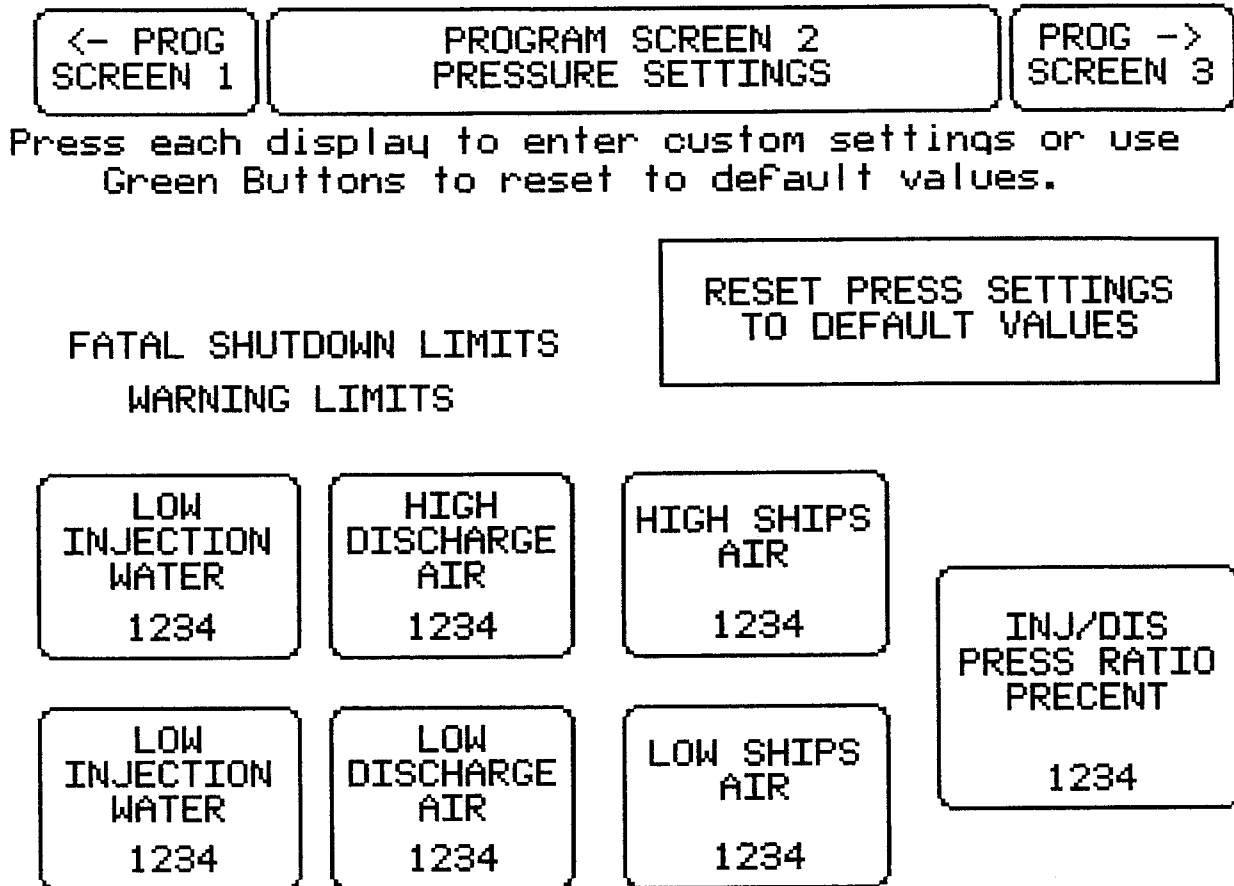 <- PROG
SCREEN 1
PROGRAM SCREEN 2
PRESSURE SETTINGS
PROG ->
SCREEN 3
Press each display to enter custom settings or use
Green Buttons to reset to default values.
RESET PRESS SETTINGS
TO DEFAULT VALUES
FATAL SHUTDOWN LIMITS
WARNING LIMITS
LOW
INJECTION
WATER
1234
HIGH
DISCHARGE
AIR
1234
HIGH SHIPS
AIR
1234
INJ/DIS
PRESS RATIO
PRECENT
1234
LOW
INJECTION
WATER
1234
LOW
DISCHARGE
AIR
1234
LOW SHIPS
AIR
1234